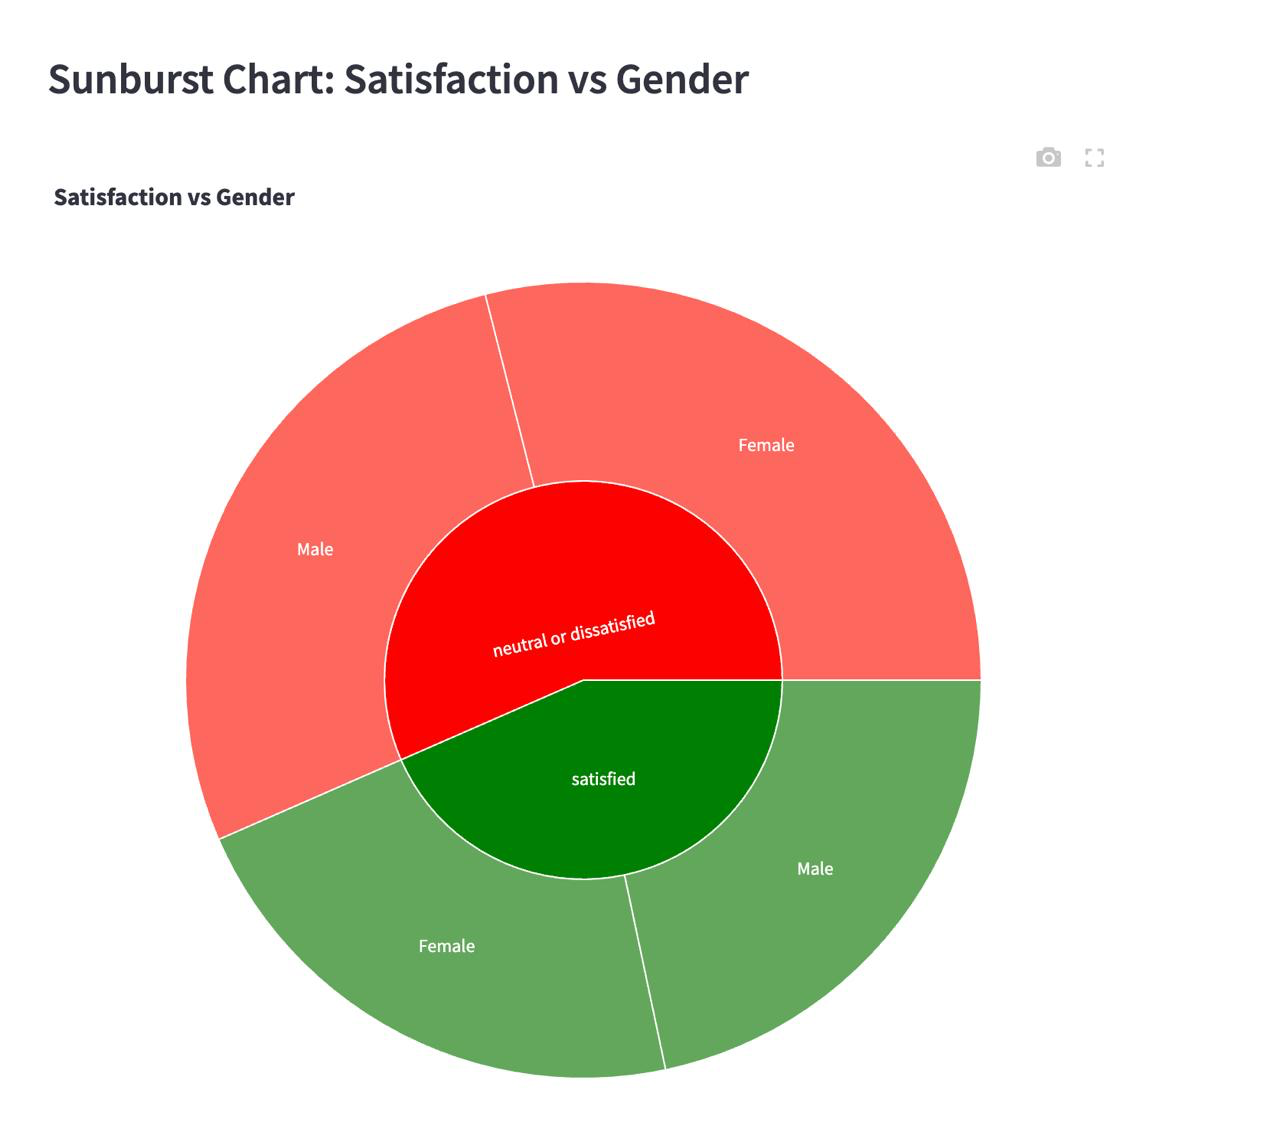 Sunburst Chart: Satisfaction vs Gender
Satisfaction vs Gender
Female
Male
neutral or dissatisfied
satisfied
Male
Female